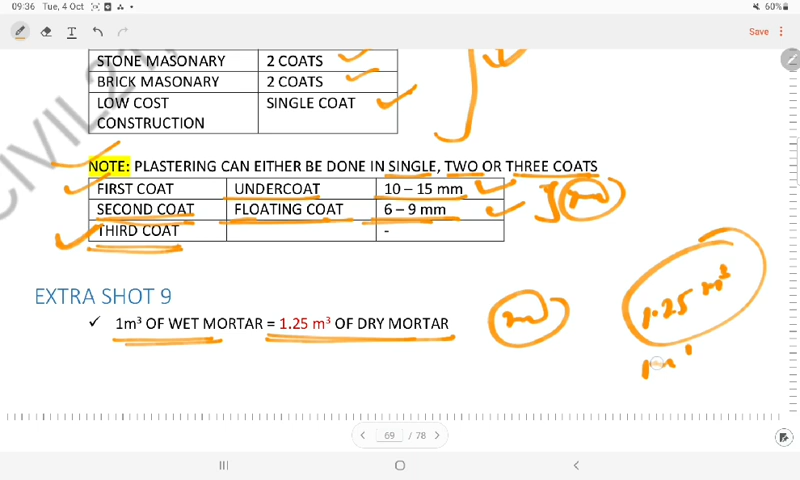 09:36 Tue, 4 Oct 60%
Save
STONE MASONARY 2 COATS
BRICK MASONARY 2 COATS
LOW COST SINGLE COAT
CONSTRUCTION
CIVIL
NOTE: PLASTERING CAN EITHER BE DONE IN SINGLE, TWO OR THREE COATS
FIRST COAT UNDERCOAT 10 – 15 mm
SECOND COAT FLOATING COAT 6 – 9 mm
THIRD COAT -
EXTRA SHOT 9
✓ 1m³ OF WET MORTAR = 1.25 m³ OF DRY MORTAR
1.25 m³
69 / 78